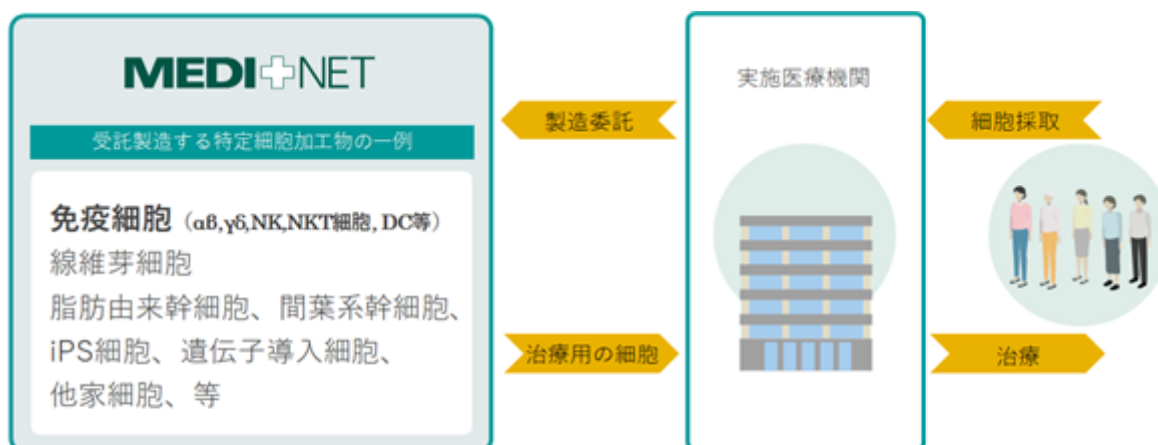 MEDI+NET
受託製造する特定細胞加工物の一例
免疫細胞（αβ,γδ,NK,NKT細胞, DC等）
線維芽細胞
脂肪由来幹細胞、間葉系幹細胞、
iPS細胞、遺伝子導入細胞、
他家細胞、等
製造委託
治療用の細胞
実施医療機関
細胞採取
治療